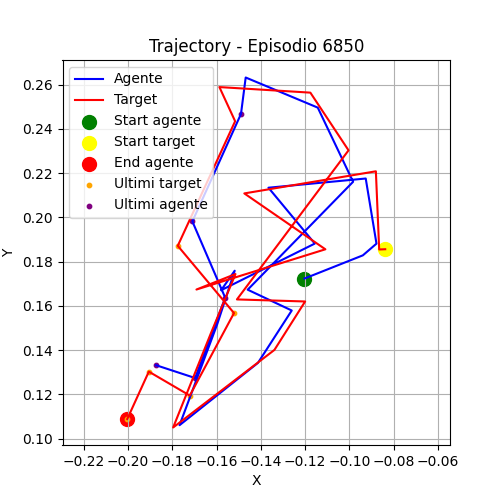 Trajectory - Episodio 6850
Agente
Target
Start agente
Start target
End agente
Ultimi target
Ultimi agente
0.26
0.24
0.22
0.20
0.18
0.16
0.14
0.12
0.10
Y
−0.22 −0.20 −0.18 −0.16 −0.14 −0.12 −0.10 −0.08 −0.06
X